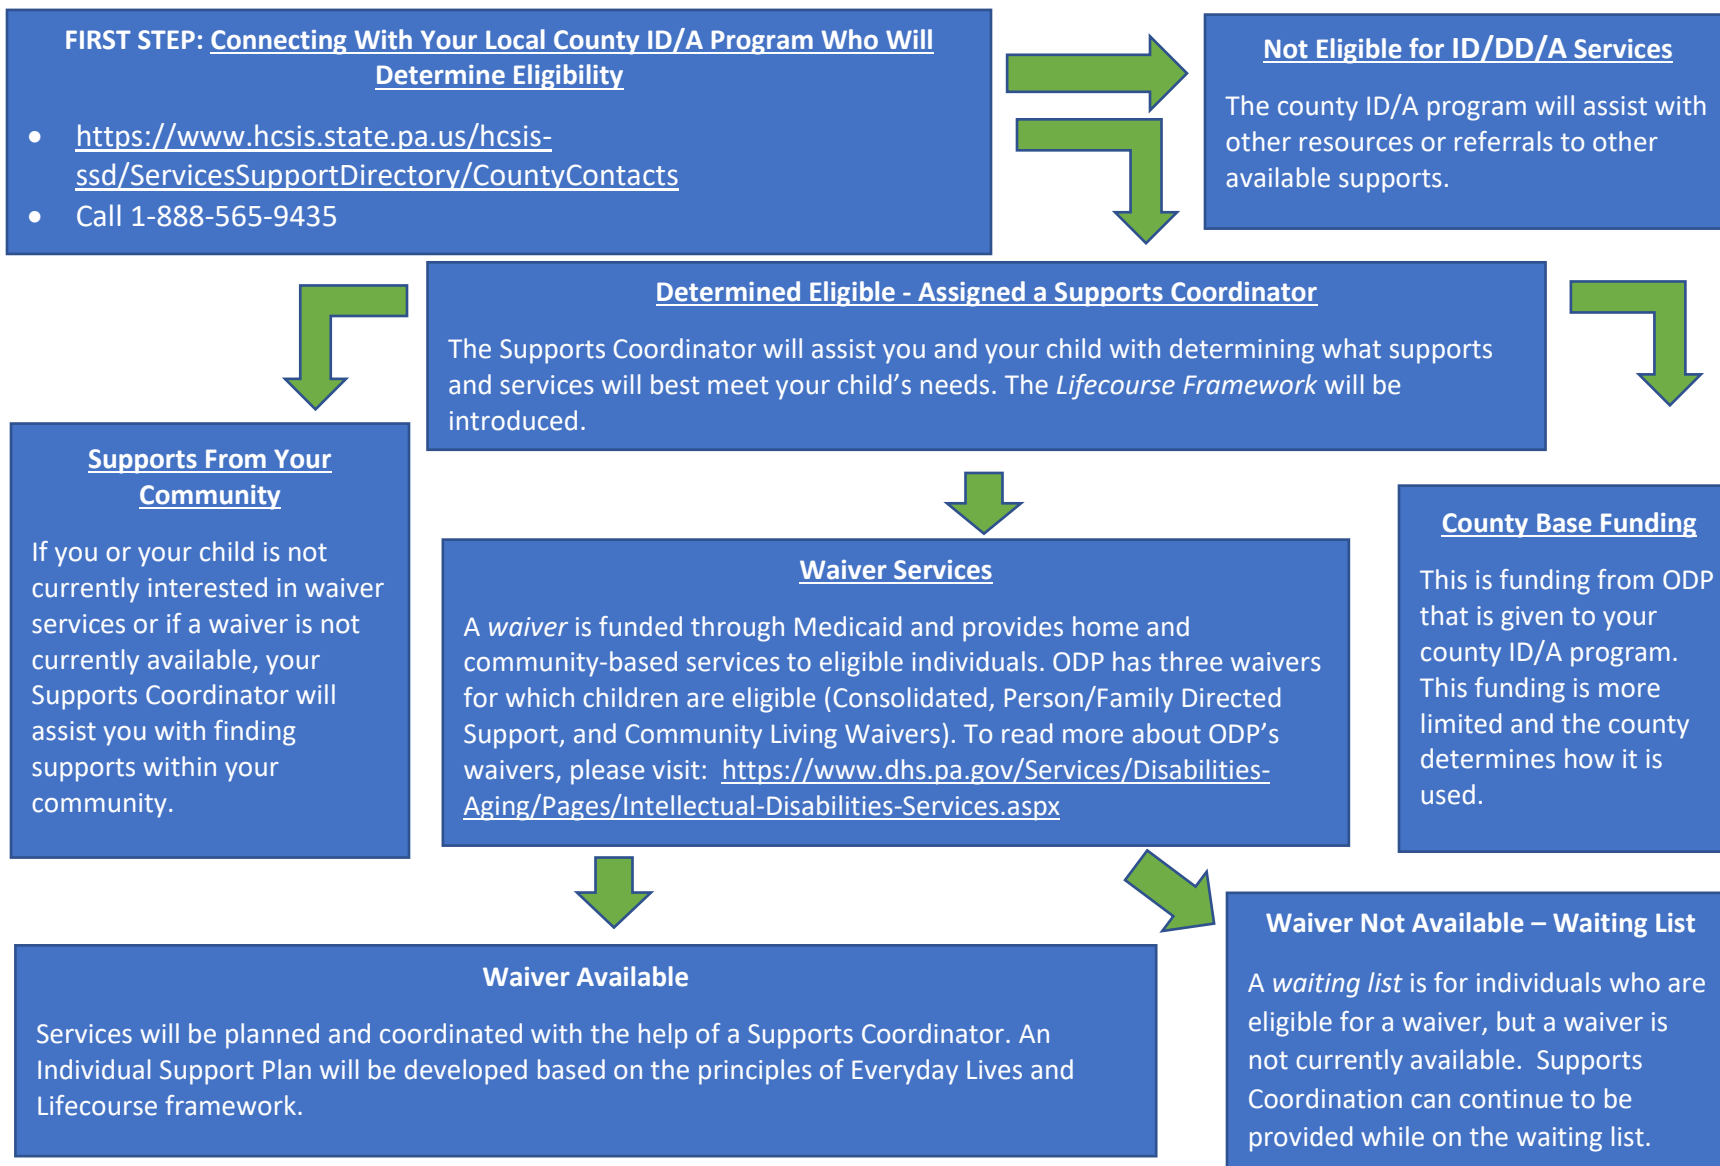 FIRST STEP: Connecting With Your Local County ID/A Program Who Will
Determine Eligibility
• https://www.hcsis.state.pa.us/hcsis-
ssd/ServicesSupportDirectory/CountyContacts
• Call 1-888-565-9435
Not Eligible for ID/DD/A Services
The county ID/A program will assist with
other resources or referrals to other
available supports.
Determined Eligible - Assigned a Supports Coordinator
The Supports Coordinator will assist you and your child with determining what supports
and services will best meet your child’s needs. The Lifecourse Framework will be
introduced.
Supports From Your
Community
If you or your child is not
currently interested in waiver
services or if a waiver is not
currently available, your
Supports Coordinator will
assist you with finding
supports within your
community.
Waiver Services
A waiver is funded through Medicaid and provides home and
community-based services to eligible individuals. ODP has three waivers
for which children are eligible (Consolidated, Person/Family Directed
Support, and Community Living Waivers). To read more about ODP’s
waivers, please visit: https://www.dhs.pa.gov/Services/Disabilities-
Aging/Pages/Intellectual-Disabilities-Services.aspx
County Base Funding
This is funding from ODP
that is given to your
county ID/A program.
This funding is more
limited and the county
determines how it is
used.
Waiver Available
Services will be planned and coordinated with the help of a Supports Coordinator. An
Individual Support Plan will be developed based on the principles of Everyday Lives and
Lifecourse framework.
Waiver Not Available – Waiting List
A waiting list is for individuals who are
eligible for a waiver, but a waiver is
not currently available. Supports
Coordination can continue to be
provided while on the waiting list.